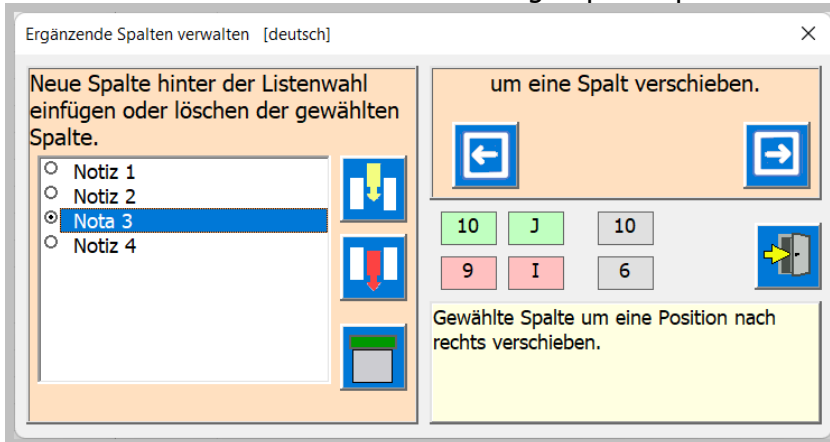 Ergänzende Spalten verwalten [deutsch]
Neue Spalte hinter der Listenwahl
einfügen oder löschen der gewählten
Spalte.
Notiz 1
Notiz 2
Nota 3
Notiz 4
um eine Spalt verschieben.
10 J 10
9 I 6
Gewählte Spalte um eine Position nach
rechts verschieben.